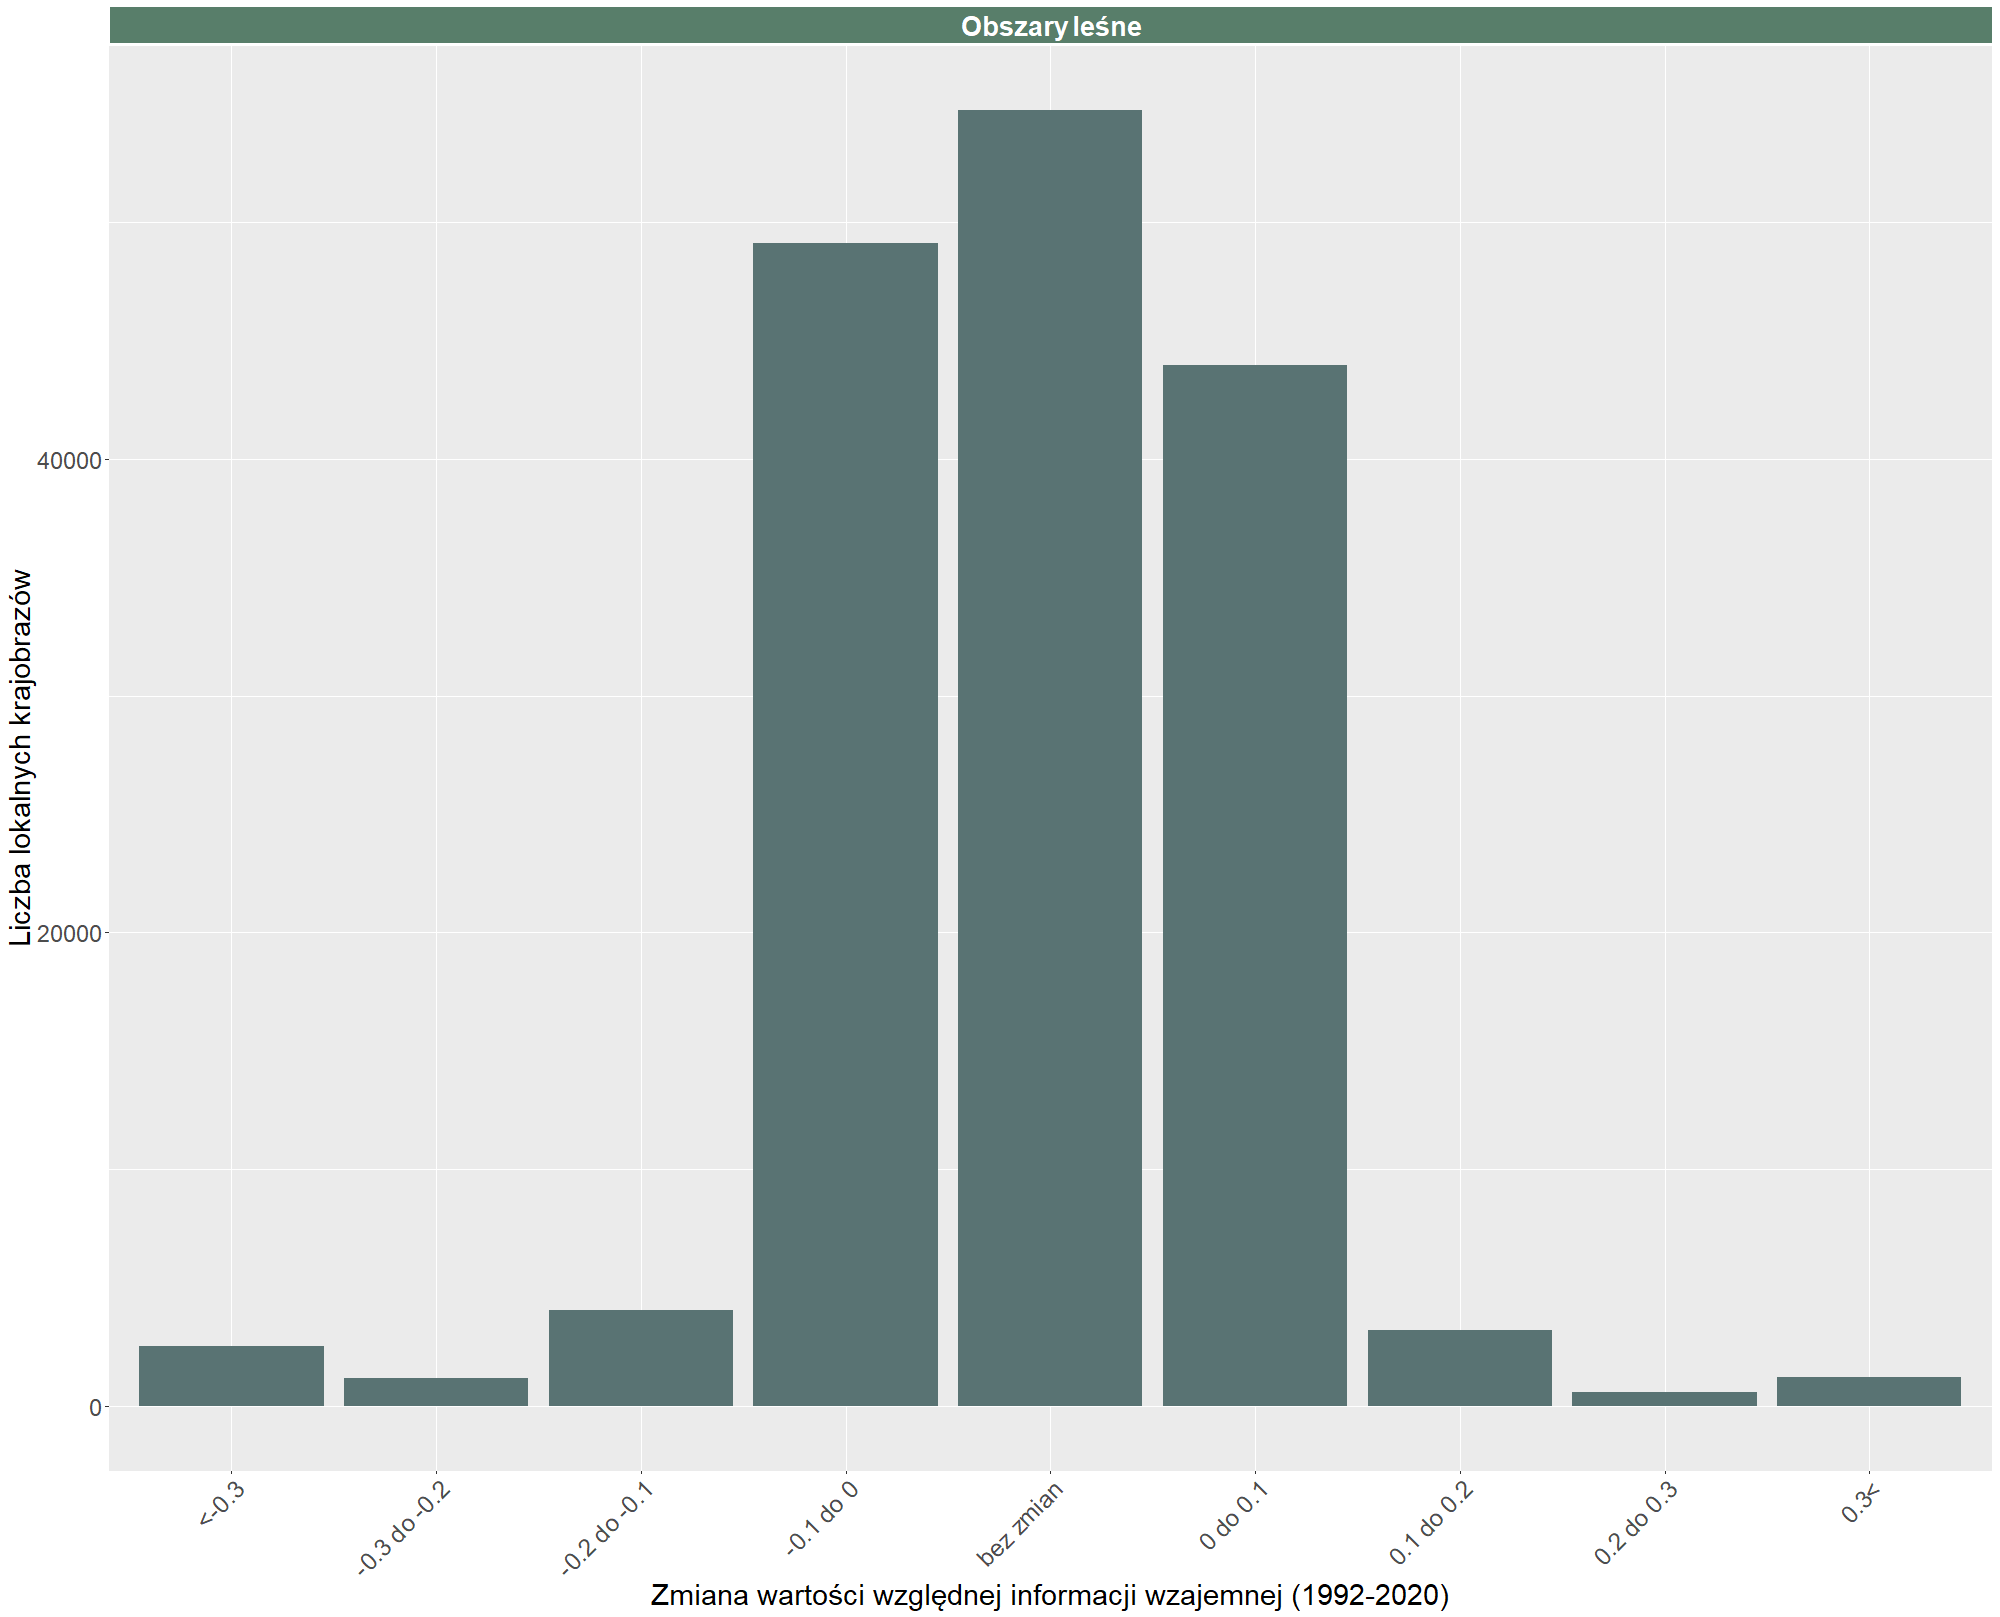 Obszary leśne
Liczba lokalnych krajobrazów
40000
20000
0
<-0.3
-0.3 do -0.2
-0.2 do -0.1
-0.1 do 0
bez zmian
0 do 0.1
0.1 do 0.2
0.2 do 0.3
0.3<
Zmiana wartości względnej informacji wzajemnej (1992-2020)